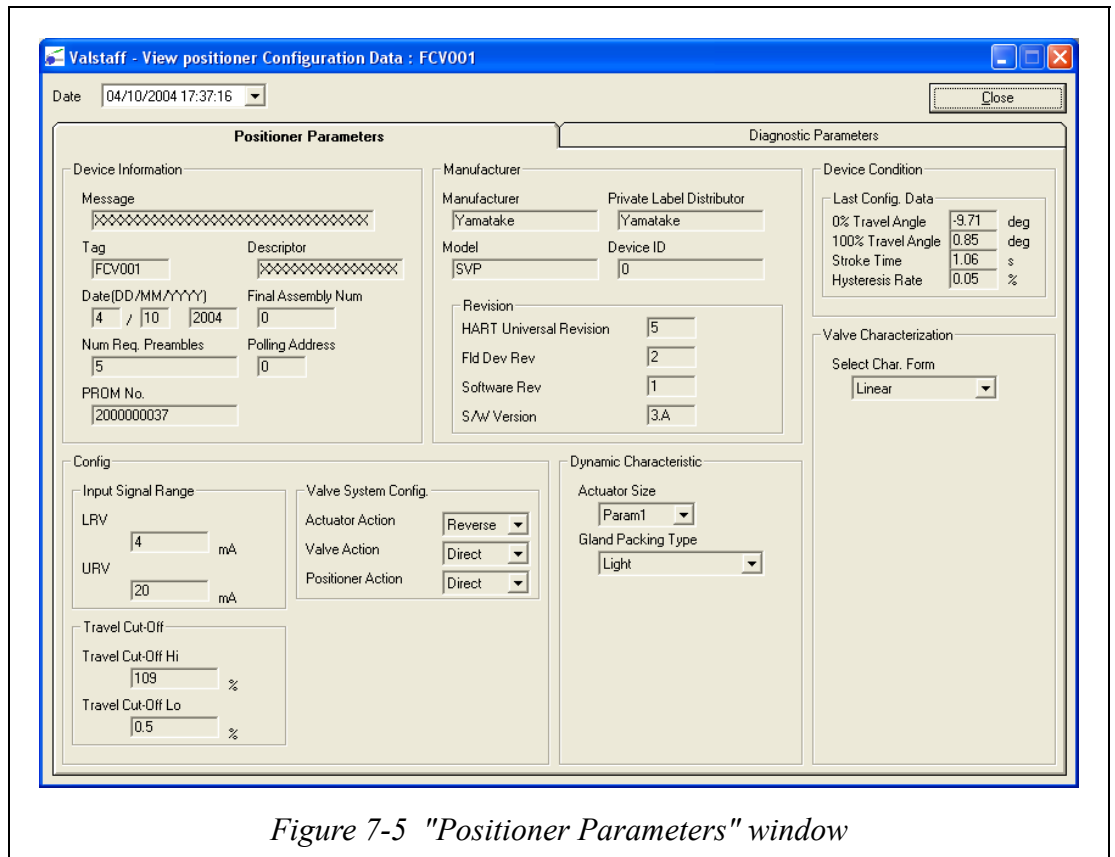 Valstaff - View positioner Configuration Data : FCV001
Date 04/10/2004 17:37:16 Close
Positioner Parameters Diagnostic Parameters
Device Information
Message
XXXXXXXXXXXXXXXXXXXXXXXXXXXXXXXX
Tag Descriptor
FCV001 XXXXXXXXXXXXXXXX
Date(DD/MM/YYYY) Final Assembly Num
4 / 10 2004 0
Num Req. Preambles Polling Address
5 0
PROM No.
2000000037
Manufacturer
Manufacturer Private Label Distributor
Yamatake Yamatake
Model Device ID
SVP 0
Revision
HART Universal Revision 5
Fld Dev Rev 2
Software Rev 1
S/W Version 3.A
Device Condition
Last Config. Data
0% Travel Angle -9.71 deg
100% Travel Angle 0.85 deg
Stroke Time 1.06 s
Hysteresis Rate 0.05 %
Valve Characterization
Select Char. Form
Linear
Config
Input Signal Range
LRV
4 mA
URV
20 mA
Valve System Config.
Actuator Action Reverse
Valve Action Direct
Positioner Action Direct
Travel Cut-Off
Travel Cut-Off Hi
109 %
Travel Cut-Off Lo
0.5 %
Dynamic Characteristic
Actuator Size
Param1
Gland Packing Type
Light
Figure 7-5 "Positioner Parameters" window